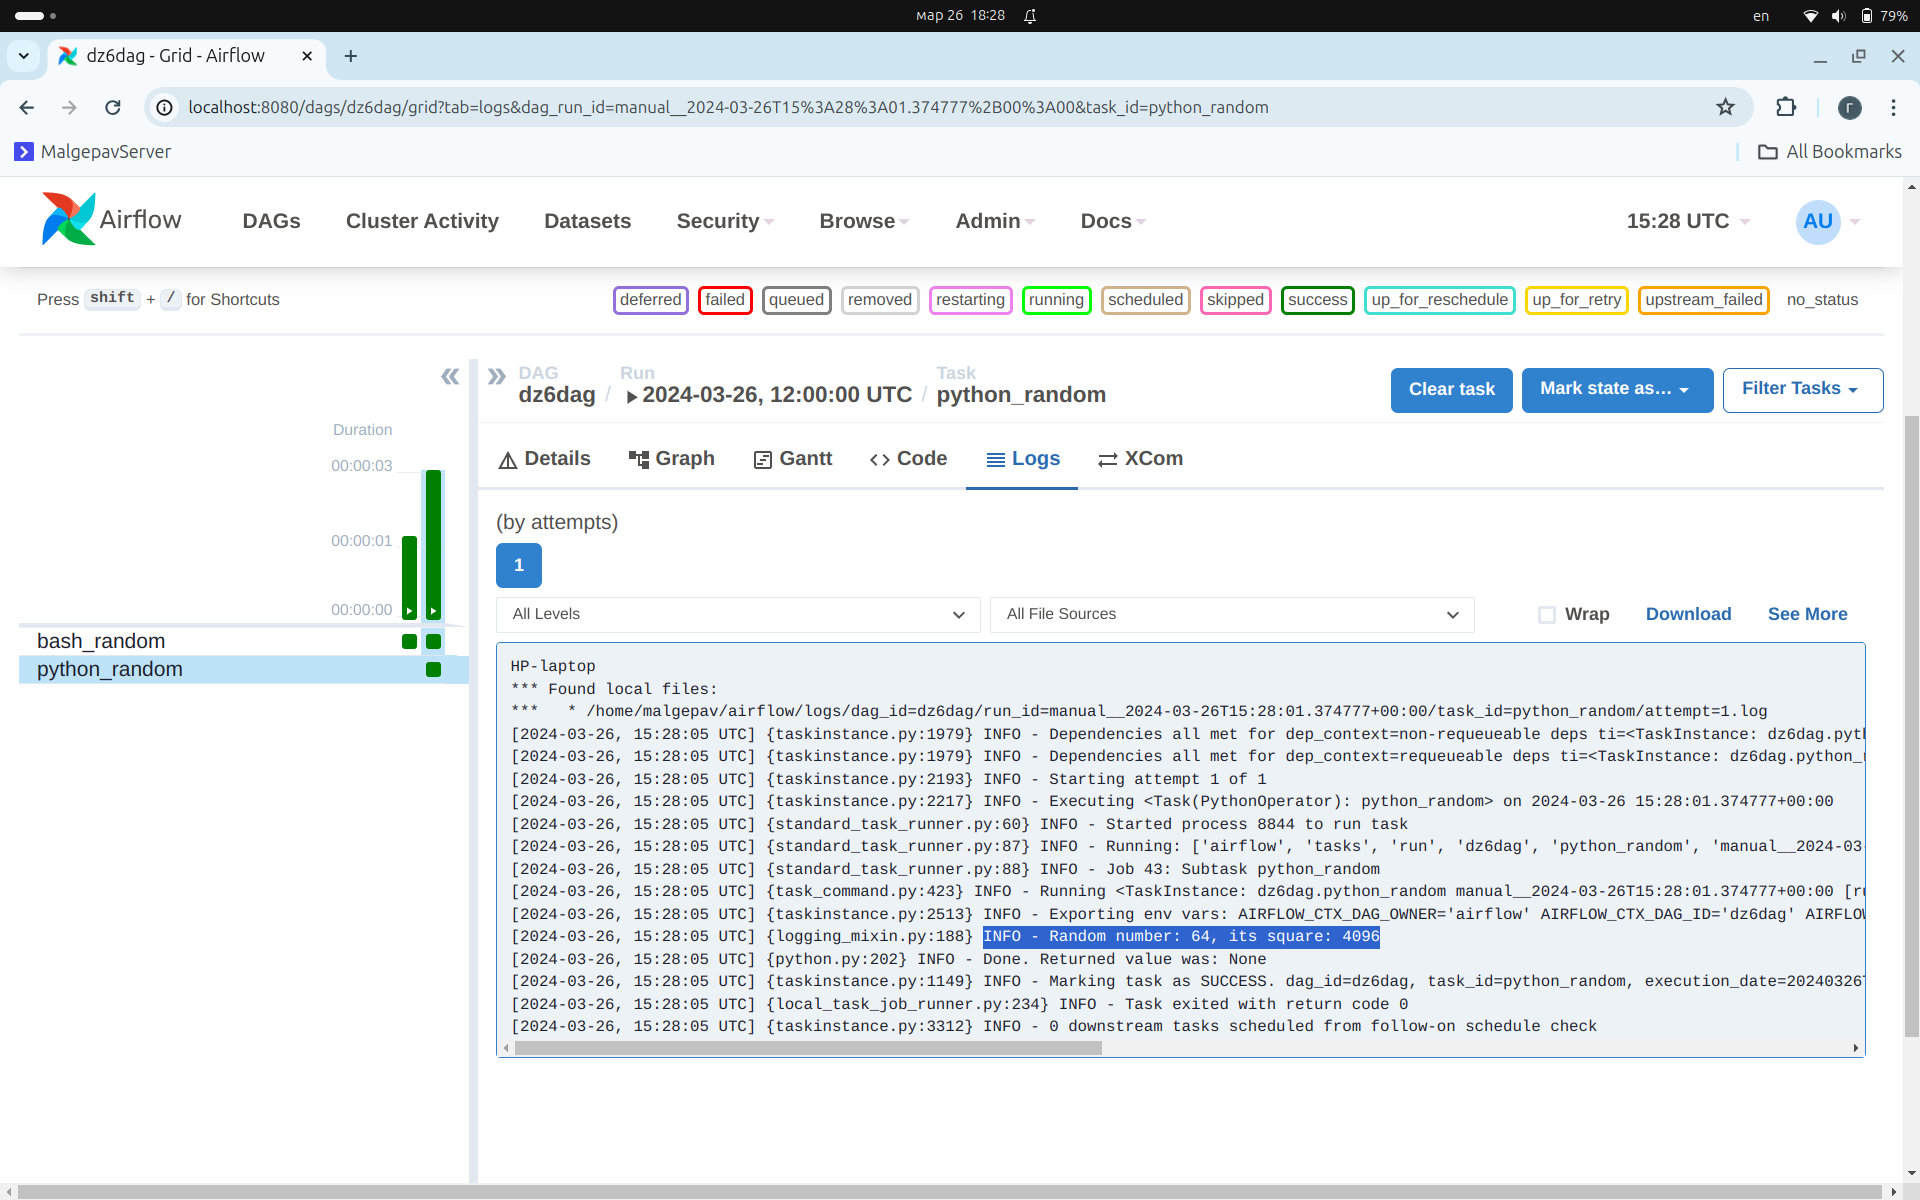 мар 26 18:28
en
79%
dz6dag - Grid - Airflow
localhost:8080/dags/dz6dag/grid?tab=logs&dag_run_id=manual__2024-03-26T15%3A28%3A01.374777%2B00%3A00&task_id=python_random
г
MalgepavServer
All Bookmarks
Airflow
DAGs
Cluster Activity
Datasets
Security
Browse
Admin
Docs
15:28 UTC
AU
Press shift + / for Shortcuts
deferred
failed
queued
removed
restarting
running
scheduled
skipped
success
up_for_reschedule
up_for_retry
upstream_failed
no_status
Duration
00:00:03
00:00:01
00:00:00
bash_random
python_random
DAG
dz6dag
/
Run
2024-03-26, 12:00:00 UTC
/
Task
python_random
Clear task
Mark state as...
Filter Tasks
Details
Graph
Gantt
Code
Logs
XCom
(by attempts)
1
All Levels
All File Sources
Wrap
Download
See More
HP-laptop
*** Found local files:
***   * /home/malgepav/airflow/logs/dag_id=dz6dag/run_id=manual__2024-03-26T15:28:01.374777+00:00/task_id=python_random/attempt=1.log
[2024-03-26, 15:28:05 UTC] {taskinstance.py:1979} INFO - Dependencies all met for dep_context=non-requeueable deps ti=<TaskInstance: dz6dag.pyt
[2024-03-26, 15:28:05 UTC] {taskinstance.py:1979} INFO - Dependencies all met for dep_context=requeueable deps ti=<TaskInstance: dz6dag.python_
[2024-03-26, 15:28:05 UTC] {taskinstance.py:2193} INFO - Starting attempt 1 of 1
[2024-03-26, 15:28:05 UTC] {taskinstance.py:2217} INFO - Executing <Task(PythonOperator): python_random> on 2024-03-26 15:28:01.374777+00:00
[2024-03-26, 15:28:05 UTC] {standard_task_runner.py:60} INFO - Started process 8844 to run task
[2024-03-26, 15:28:05 UTC] {standard_task_runner.py:87} INFO - Running: ['airflow', 'tasks', 'run', 'dz6dag', 'python_random', 'manual__2024-03-
[2024-03-26, 15:28:05 UTC] {standard_task_runner.py:88} INFO - Job 43: Subtask python_random
[2024-03-26, 15:28:05 UTC] {task_command.py:423} INFO - Running <TaskInstance: dz6dag.python_random manual__2024-03-26T15:28:01.374777+00:00 [r
[2024-03-26, 15:28:05 UTC] {taskinstance.py:2513} INFO - Exporting env vars: AIRFLOW_CTX_DAG_OWNER='airflow' AIRFLOW_CTX_DAG_ID='dz6dag' AIRFLO
[2024-03-26, 15:28:05 UTC] {logging_mixin.py:188} INFO - Random number: 64, its square: 4096
[2024-03-26, 15:28:05 UTC] {python.py:202} INFO - Done. Returned value was: None
[2024-03-26, 15:28:05 UTC] {taskinstance.py:1149} INFO - Marking task as SUCCESS. dag_id=dz6dag, task_id=python_random, execution_date=20240326
[2024-03-26, 15:28:05 UTC] {local_task_job_runner.py:234} INFO - Task exited with return code 0
[2024-03-26, 15:28:05 UTC] {taskinstance.py:3312} INFO - 0 downstream tasks scheduled from follow-on schedule check